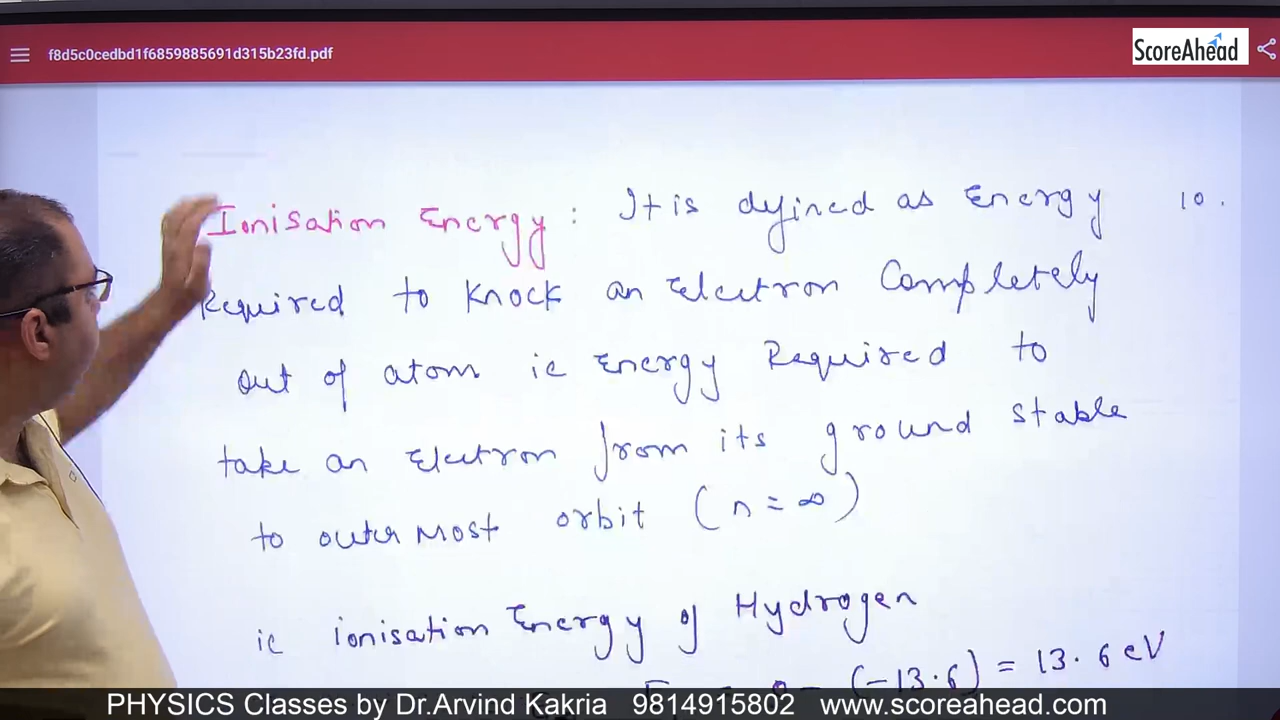 f8d5c0cedbd1f6859885691d315b23fd.pdf
ScoreAhead
Ionisation Energy : It is defined as Energy 10.
Required to knock an Electron Completely
out of atom ie Energy Required to
take an Electron from its ground stable
to outer most orbit (n = ∞)
ie ionisation Energy of Hydrogen
(-13.6) = 13.6 eV
PHYSICS Classes by Dr.Arvind Kakria 9814915802 www.scoreahead.com